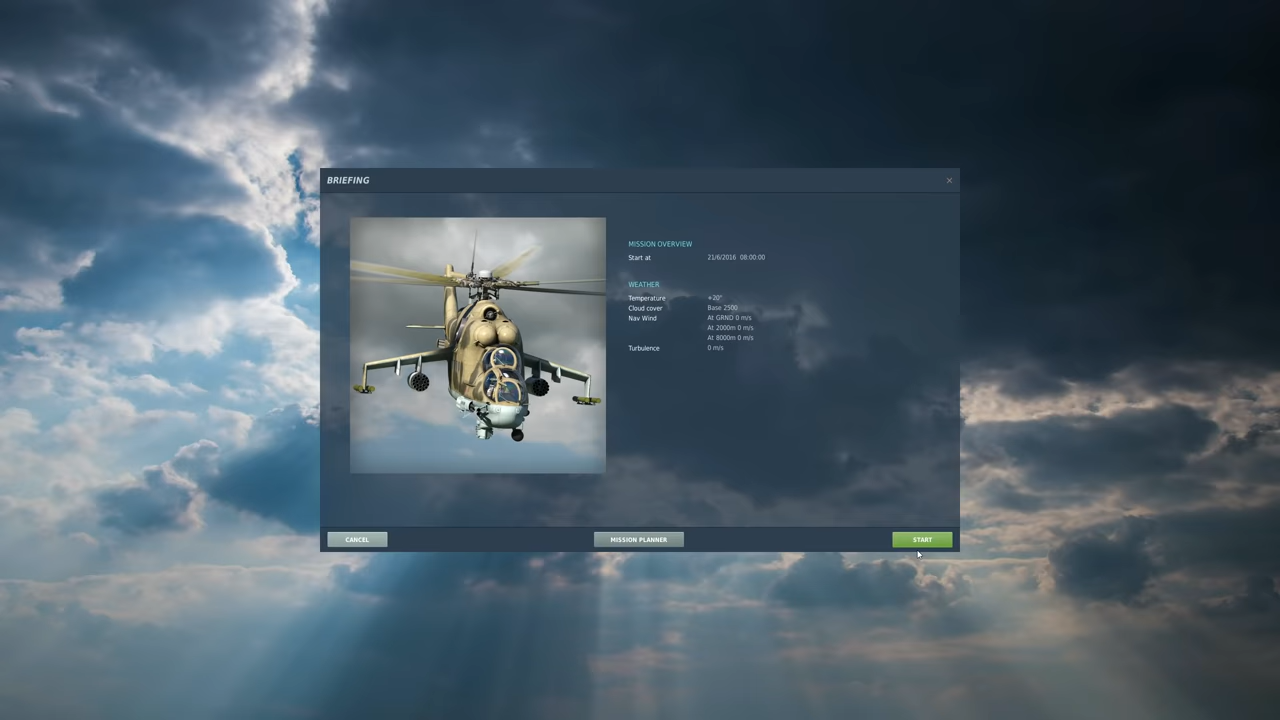 BRIEFING
MISSION OVERVIEW
Start at 21/6/2016 08:00:00
WEATHER
Temperature +20°
Cloud cover Base 2500
Nav Wind At GRND 0 m/s
At 2000m 0 m/s
At 8000m 0 m/s
Turbulence 0 m/s
CANCEL MISSION PLANNER START